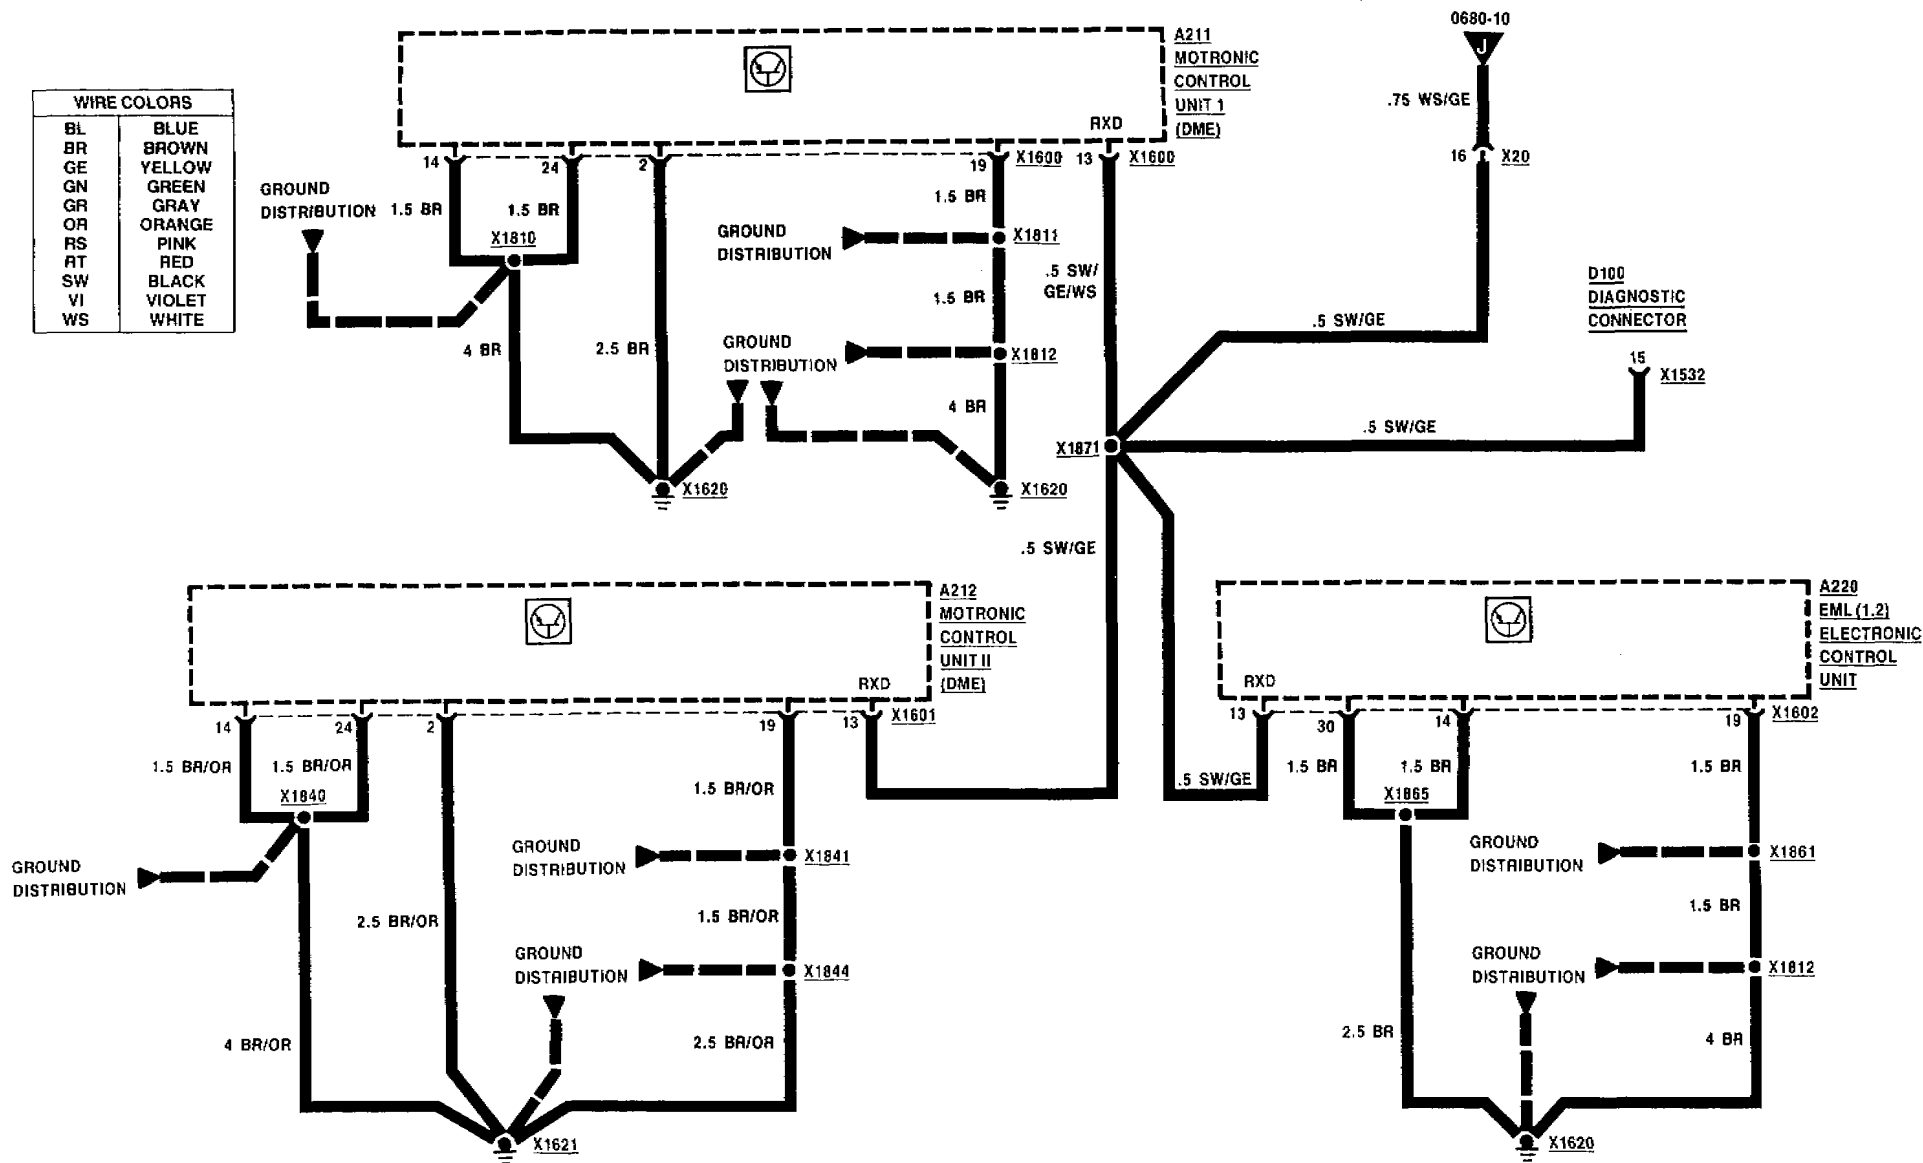 0680-10
J
.75 WS/GE
16
X20
A211
MOTRONIC
CONTROL
UNIT 1
(DME)
RXD
WIRE COLORS
BL BLUE
BR BROWN
GE YELLOW
GN GREEN
GR GRAY
OR ORANGE
RS PINK
RT RED
SW BLACK
VI VIOLET
WS WHITE
14
24
2
19
X1600
13
X1600
GROUND
DISTRIBUTION
1.5 BR
1.5 BR
X1810
4 BR
2.5 BR
1.5 BR
GROUND
DISTRIBUTION
X1811
1.5 BR
GROUND
DISTRIBUTION
X1812
4 BR
X1620
X1620
.5 SW/
GE/WS
.5 SW/GE
D100
DIAGNOSTIC
CONNECTOR
15
X1532
.5 SW/GE
X1871
.5 SW/GE
A212
MOTRONIC
CONTROL
UNIT II
(DME)
RXD
14
24
2
19
13
X1601
1.5 BR/OR
1.5 BR/OR
X1840
GROUND
DISTRIBUTION
2.5 BR/OR
4 BR/OR
1.5 BR/OR
GROUND
DISTRIBUTION
X1841
1.5 BR/OR
GROUND
DISTRIBUTION
X1844
2.5 BR/OR
X1621
A220
EML (1.2)
ELECTRONIC
CONTROL
UNIT
RXD
13
30
14
19
X1602
.5 SW/GE
1.5 BR
1.5 BR
X1865
1.5 BR
GROUND
DISTRIBUTION
X1861
1.5 BR
GROUND
DISTRIBUTION
X1812
2.5 BR
4 BR
X1620